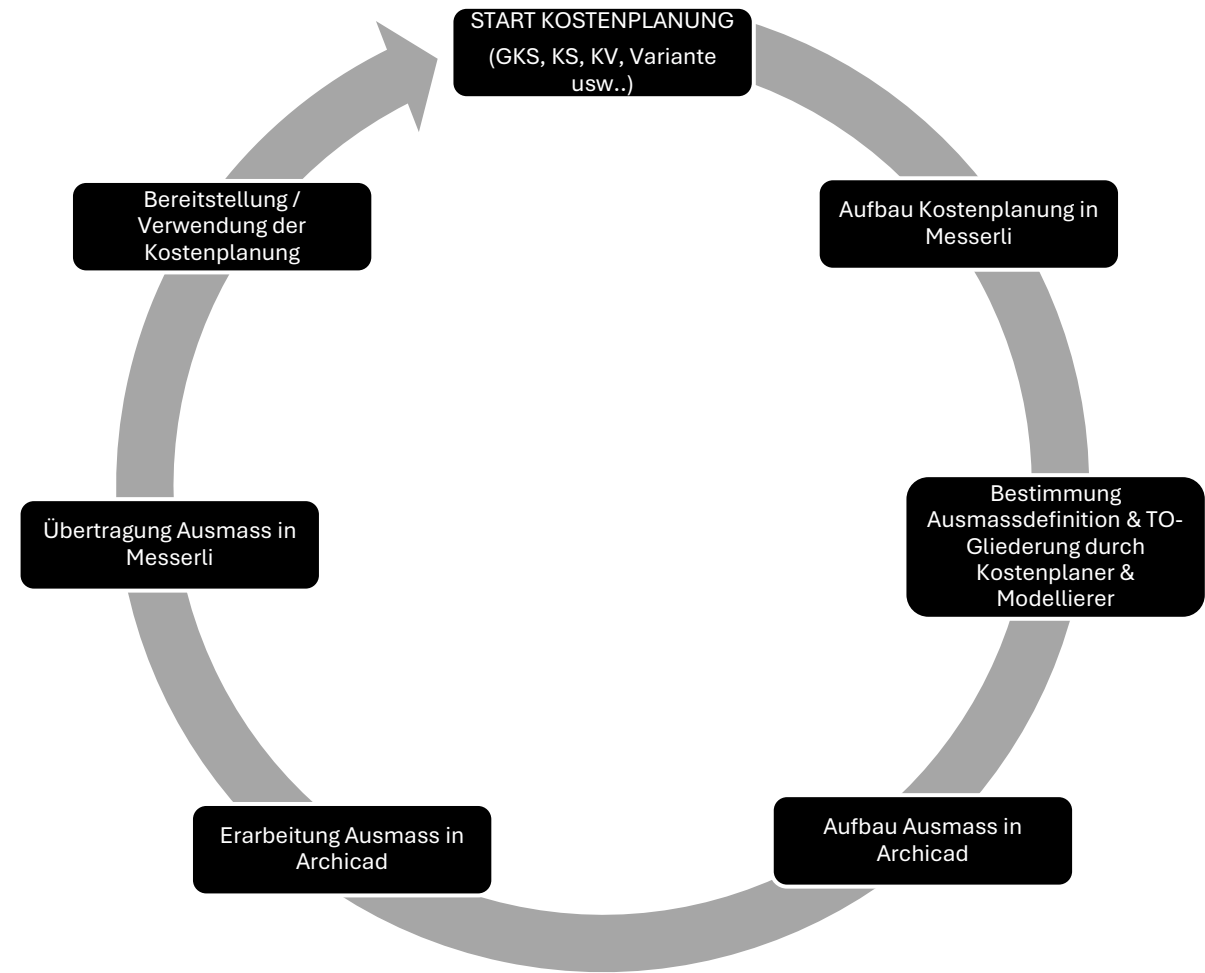 START KOSTENPLANUNG
(GKS, KS, KV, Variante
usw..)
Aufbau Kostenplanung in
Messerli
Bestimmung
Ausmassdefinition & TO-
Gliederung durch
Kostenplaner &
Modellierer
Aufbau Ausmass in
Archicad
Erarbeitung Ausmass in
Archicad
Übertragung Ausmass in
Messerli
Bereitstellung /
Verwendung der
Kostenplanung